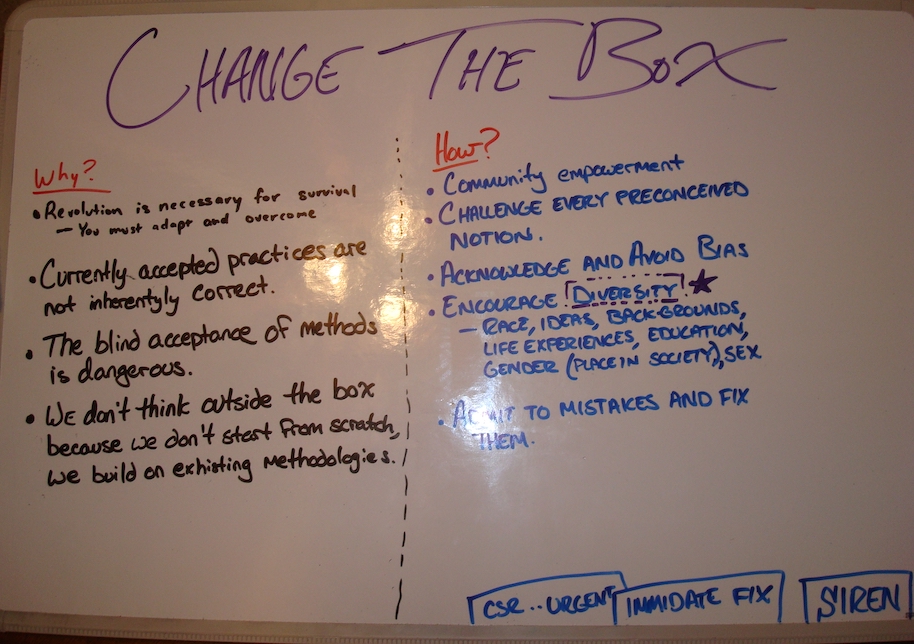 CHANGE THE BOX
Why?
• Revolution is necessary for survival
— You must adapt and overcome
• Currently accepted practices are
not inherentyly correct.
• The blind acceptance of methods
is dangerous.
• We don't think outside the box
because we don't start from scratch,
we build on exhisting methodologies.
How?
• Community empowerment
• CHALLENGE EVERY PRECONCEIVED
NOTION.
• ACKNOWLEDGE AND AVOID BIAS
• ENCOURAGE DIVERSITY! ★
— RACE, IDEAS, BACK-GROUNDS,
LIFE EXPERIENCES, EDUCATION,
GENDER (PLACE IN SOCIETY), SEX
• ADMIT TO MISTAKES AND FIX
THEM.
CSR .. URGENT
IMMIDATE FIX
SIREN